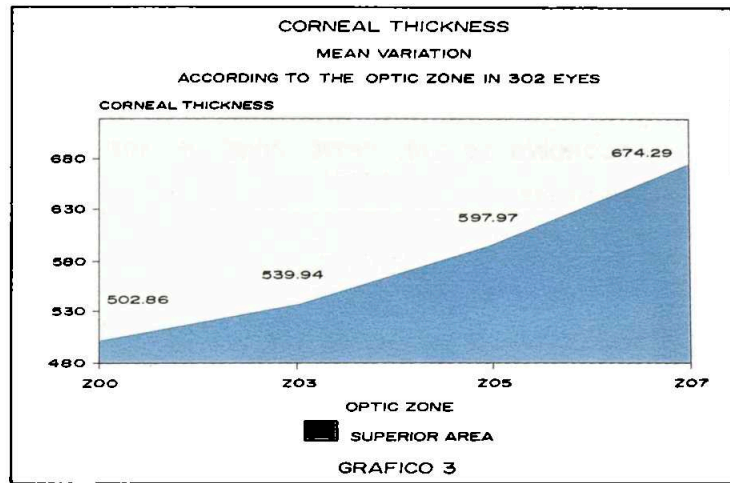 CORNEAL THICKNESS
MEAN VARIATION
ACCORDING TO THE OPTIC ZONE IN 302 EYES
CORNEAL THICKNESS
680
630
580
530
480
502.86
539.94
597.97
674.29
Z00 Z03 Z05 Z07
OPTIC ZONE
SUPERIOR AREA
GRAFICO 3